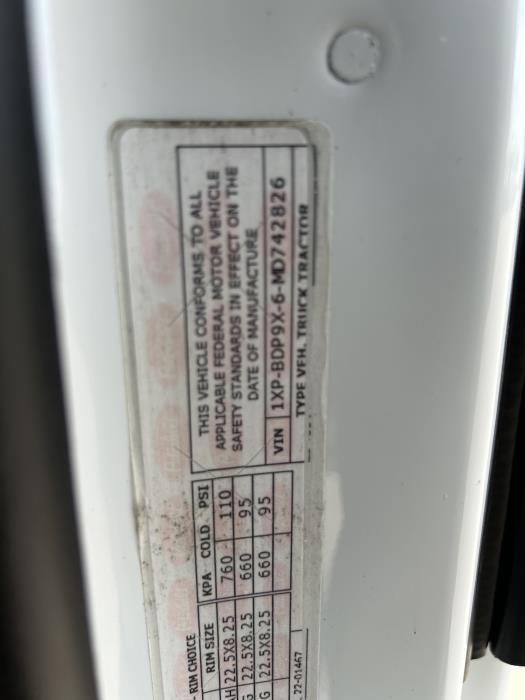 THIS VEHICLE CONFORMS TO ALL
APPLICABLE FEDERAL MOTOR VEHICLE
SAFETY STANDARDS IN EFFECT ON THE
DATE OF MANUFACTURE
VIN 1XP-BDP9X-6-MD742826
TYPE VEH. TRUCK TRACTOR
- RIM CHOICE
RIM SIZE KPA COLD PSI
AH 22.5X8.25 760 110
G 22.5X8.25 660 95
G 22.5X8.25 660 95
22-01467